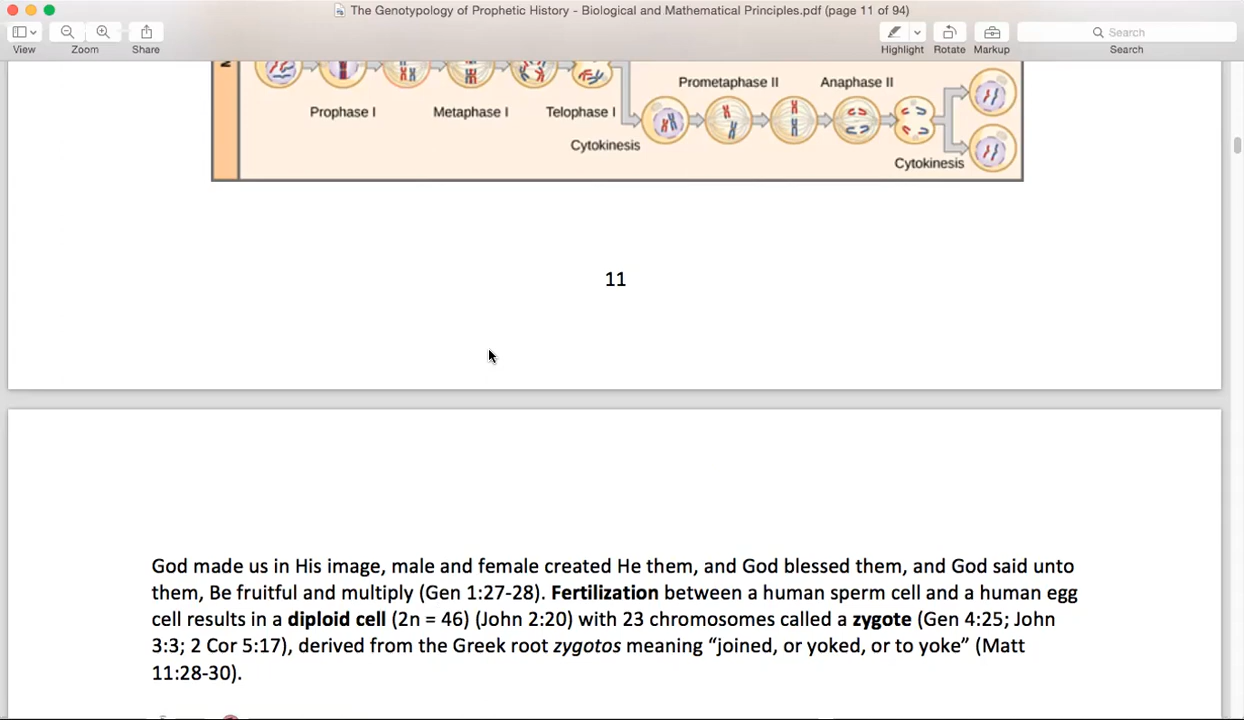 The Genotypology of Prophetic History - Biological and Mathematical Principles.pdf (page 11 of 94)
Search
View Zoom Share Highlight Rotate Markup Search
Prometaphase II Anaphase II
Prophase I Metaphase I Telophase I
Cytokinesis
Cytokinesis
11
God made us in His image, male and female created He them, and God blessed them, and God said unto
them, Be fruitful and multiply (Gen 1:27-28). Fertilization between a human sperm cell and a human egg
cell results in a diploid cell (2n = 46) (John 2:20) with 23 chromosomes called a zygote (Gen 4:25; John
3:3; 2 Cor 5:17), derived from the Greek root zygotos meaning “joined, or yoked, or to yoke” (Matt
11:28-30).